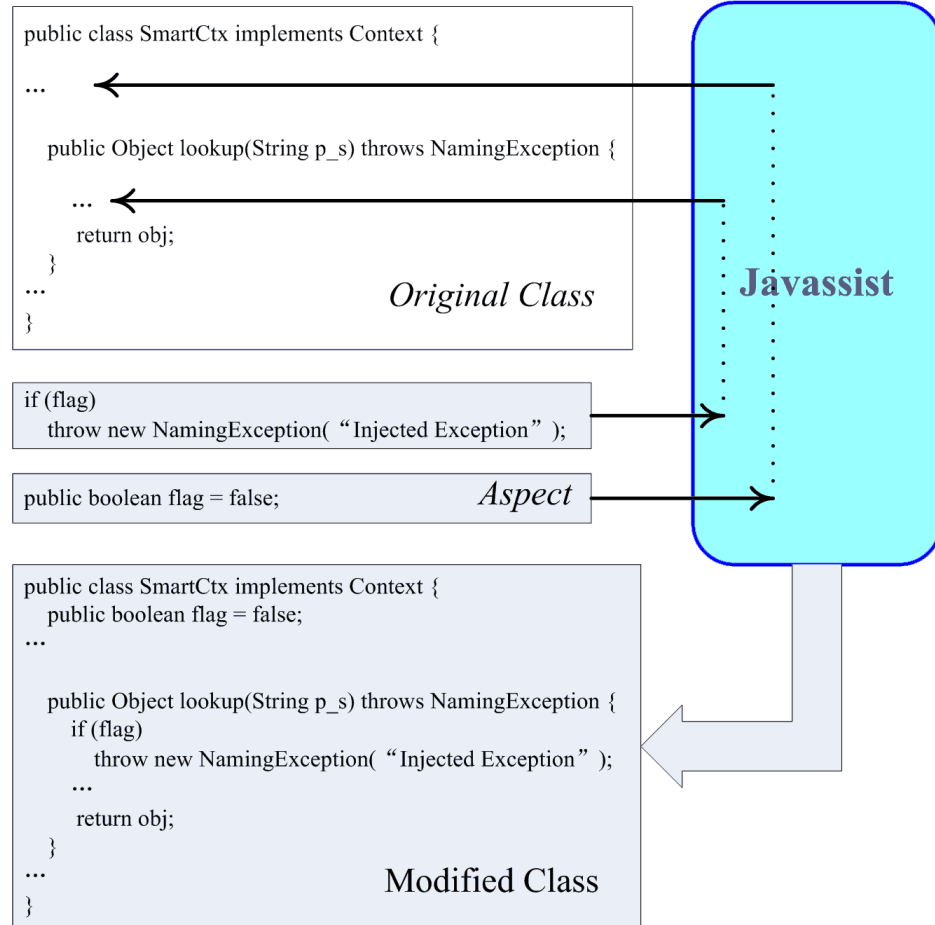 public class SmartCtx implements Context {
...
public Object lookup(String p_s) throws NamingException {
...
return obj;
}
...
}
Original Class
Javassist
if (flag)
throw new NamingException( “Injected Exception” );
public boolean flag = false;
Aspect
public class SmartCtx implements Context {
public boolean flag = false;
...
public Object lookup(String p_s) throws NamingException {
if (flag)
throw new NamingException( “Injected Exception” );
...
return obj;
}
...
}
Modified Class